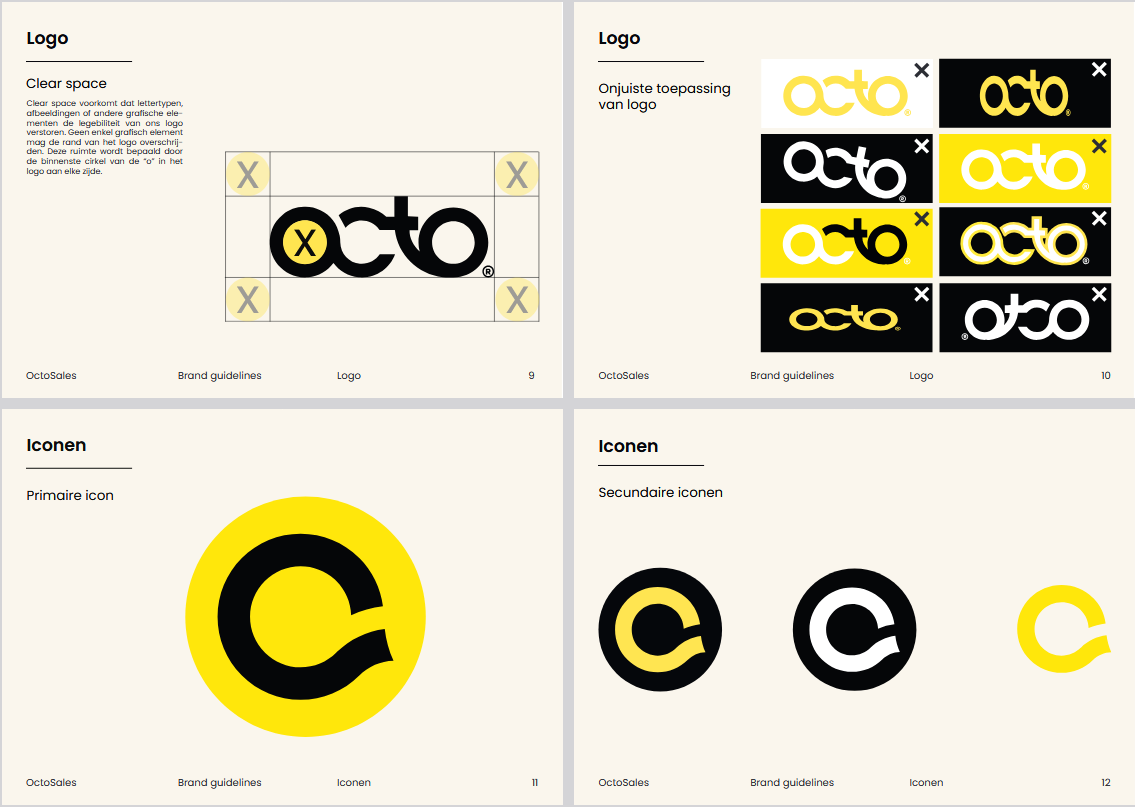 Logo
Clear space
Clear space voorkomt dat lettertypen,
afbeeldingen of andere grafische ele-
menten de legebiliteit van ons logo
verstoren. Geen enkel grafisch element
mag de rand van het logo overschrij-
den. Deze ruimte wordt bepaald door
de binnenste cirkel van de “o” in het
logo aan elke zijde.
X X
octo®
X
X X
OctoSales Brand guidelines Logo 9
Logo
Onjuiste toepassing
van logo
octo® octo®
octo® octo®
octo® octo®
octo® octo®
OctoSales Brand guidelines Logo 10
Iconen
Primaire icon
OctoSales Brand guidelines Iconen 11
Iconen
Secundaire iconen
OctoSales Brand guidelines Iconen 12